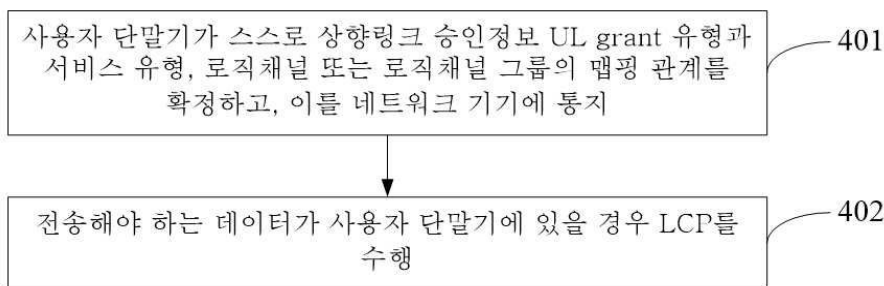 사용자 단말기가 스스로 상향링크 승인정보 UL grant 유형과
서비스 유형, 로직채널 또는 로직채널 그룹의 맵핑 관계를
확정하고, 이를 네트워크 기기에 통지
401
전송해야 하는 데이터가 사용자 단말기에 있을 경우 LCP를
수행
402